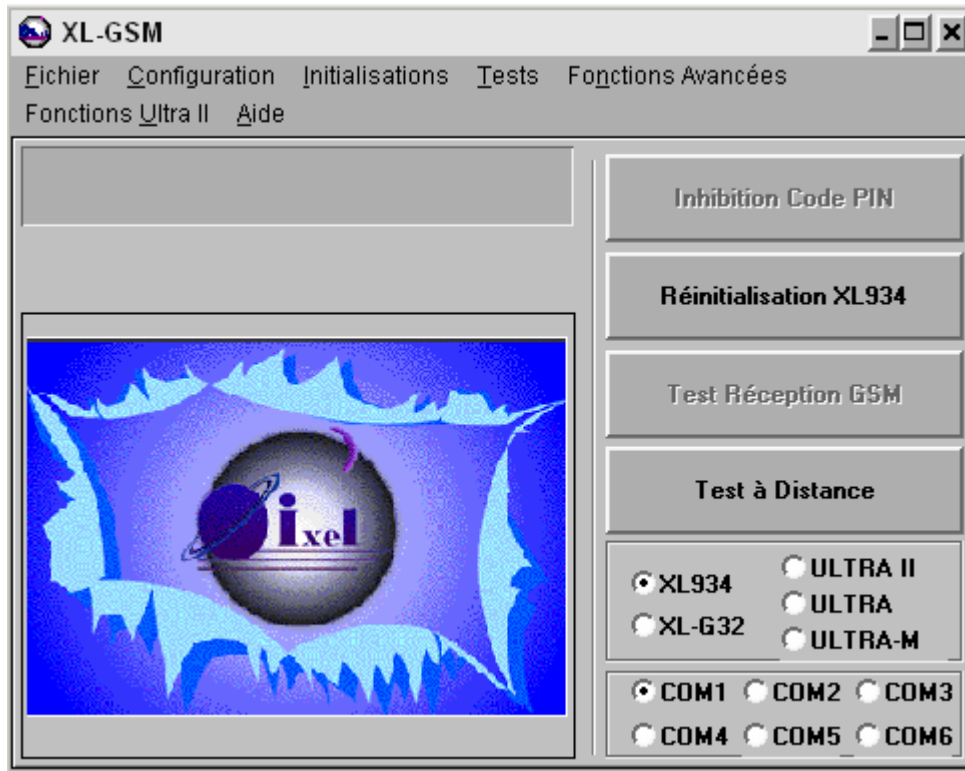 XL-GSM
Fichier Configuration Initialisations Tests Fonctions Avancées
Fonctions Ultra II Aide
Inhibition Code PIN
Réinitialisation XL934
Test Réception GSM
Test à Distance
ixel
XL934
XL-G32
ULTRA II
ULTRA
ULTRA-M
COM1 COM2 COM3
COM4 COM5 COM6